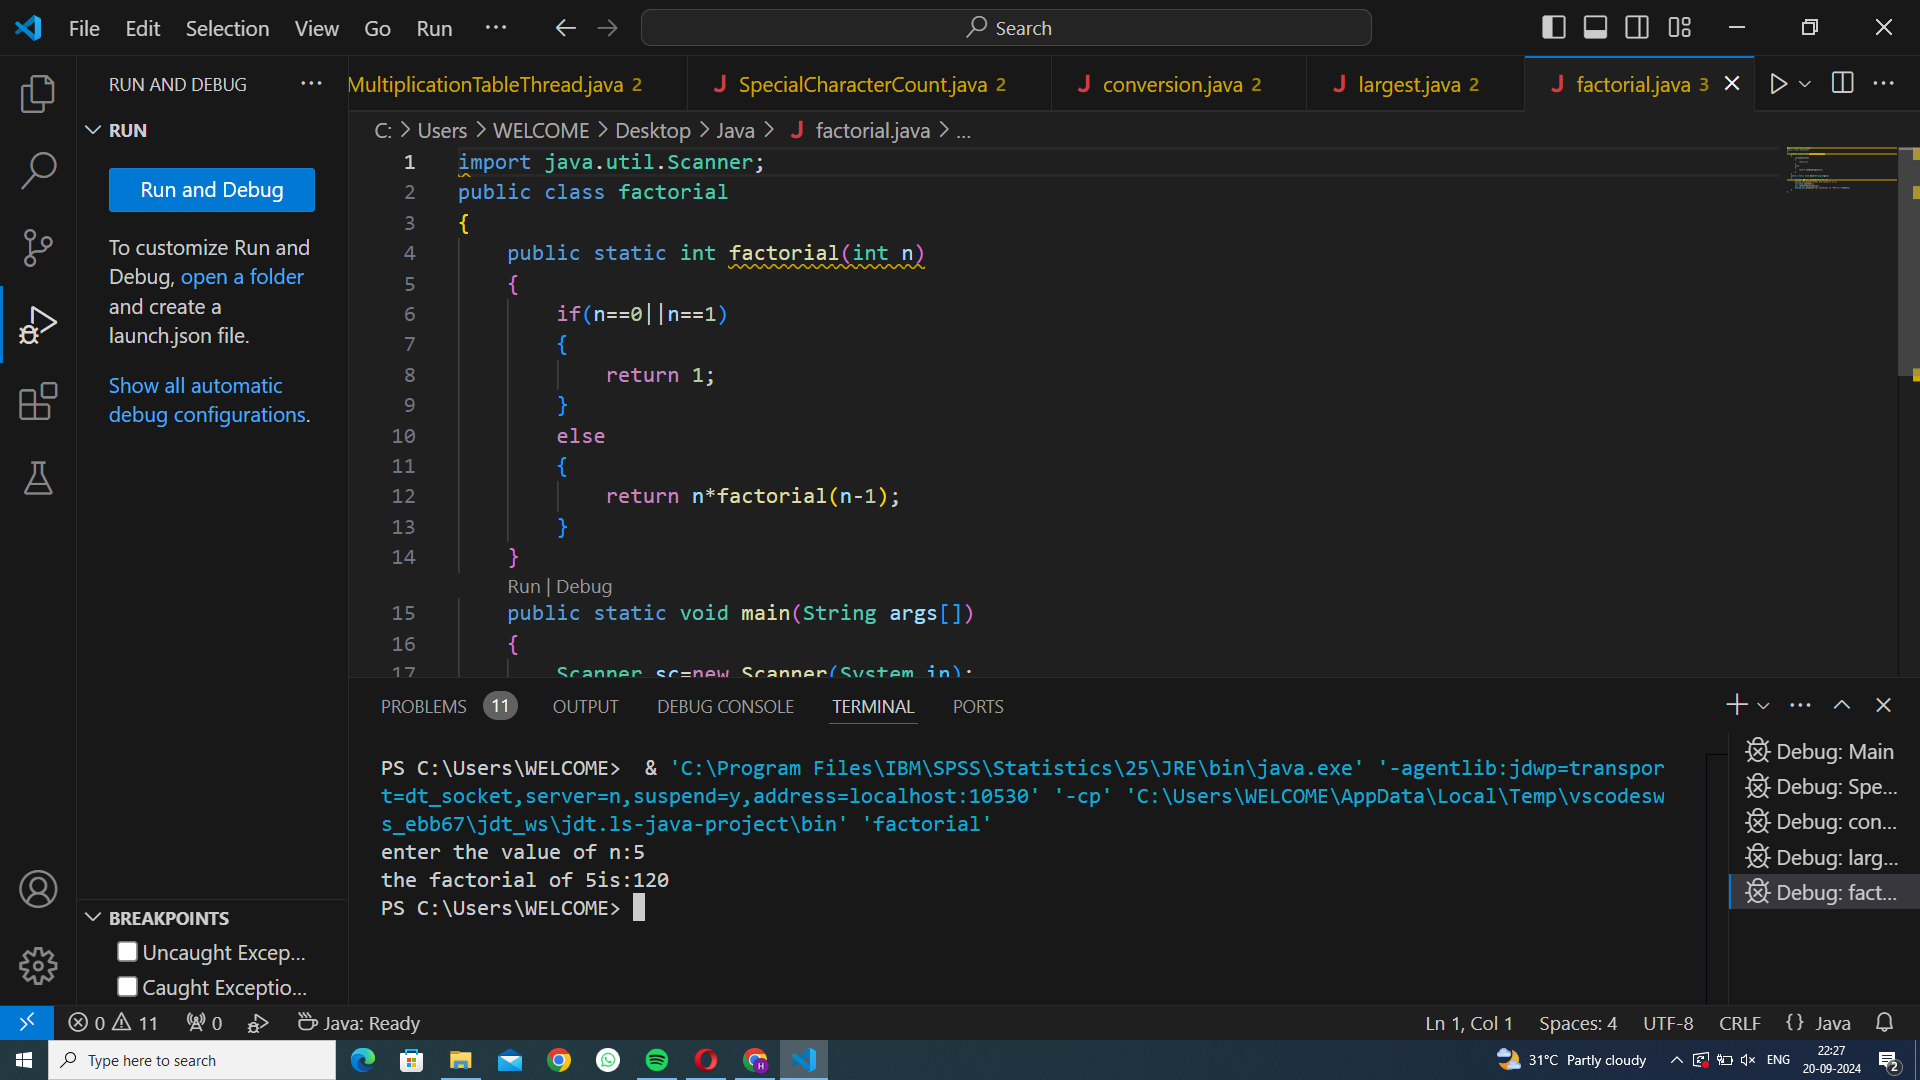 File Edit Selection View Go Run ···
Search
RUN AND DEBUG ···
MultiplicationTableThread.java 2
J SpecialCharacterCount.java 2
J conversion.java 2
J largest.java 2
J factorial.java 3
C: > Users > WELCOME > Desktop > Java > J factorial.java > ...
RUN
Run and Debug
To customize Run and
Debug, open a folder
and create a
launch.json file.
Show all automatic
debug configurations.
1 import java.util.Scanner;
2 public class factorial
3 {
4 public static int factorial(int n)
5 {
6 if(n==0||n==1)
7 {
8 return 1;
9 }
10 else
11 {
12 return n*factorial(n-1);
13 }
14 }
Run | Debug
15 public static void main(String args[])
16 {
17 Scanner sc=new Scanner(System.in);
PROBLEMS 11 OUTPUT DEBUG CONSOLE TERMINAL PORTS
PS C:\Users\WELCOME>  & 'C:\Program Files\IBM\SPSS\Statistics\25\JRE\bin\java.exe' '-agentlib:jdwp=transpor
t=dt_socket,server=n,suspend=y,address=localhost:10530' '-cp' 'C:\Users\WELCOME\AppData\Local\Temp\vscodesw
s_ebb67\jdt_ws\jdt.ls-java-project\bin' 'factorial'
enter the value of n:5
the factorial of 5is:120
PS C:\Users\WELCOME>
Debug: Main
Debug: Spe...
Debug: con...
Debug: larg...
Debug: fact...
BREAKPOINTS
Uncaught Excep...
Caught Exceptio...
0 11 0 Java: Ready
Ln 1, Col 1 Spaces: 4 UTF-8 CRLF {} Java
Type here to search
31°C Partly cloudy
ENG
22:27
20-09-2024
2